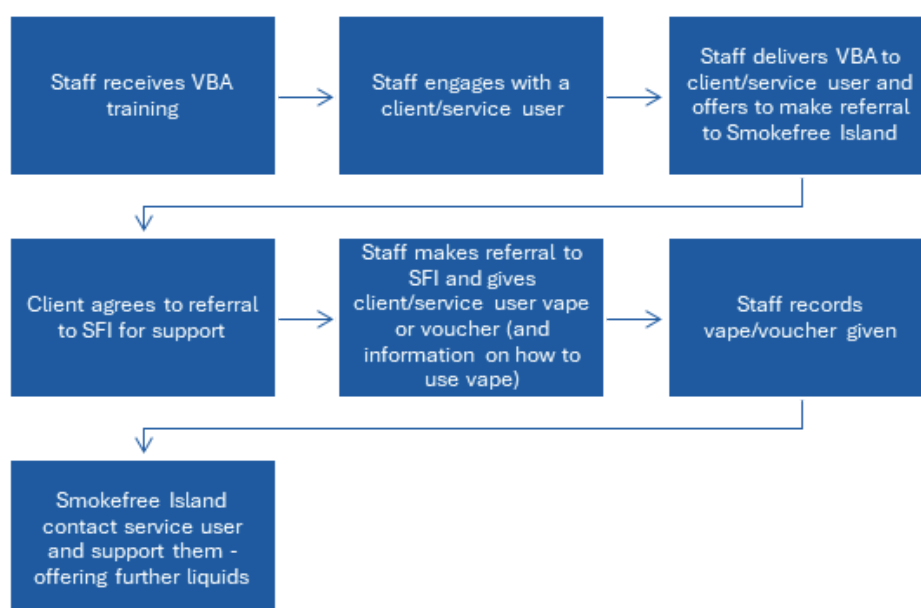 Staff receives VBA
training
Staff engages with a
client/service user
Staff delivers VBA to
client/service user and
offers to make referral
to Smokefree Island
Client agrees to referral
to SFI for support
Staff makes referral to
SFI and gives
client/service user vape
or voucher (and
information on how to
use vape)
Staff records
vape/voucher given
Smokefree Island
contact service user
and support them -
offering further liquids